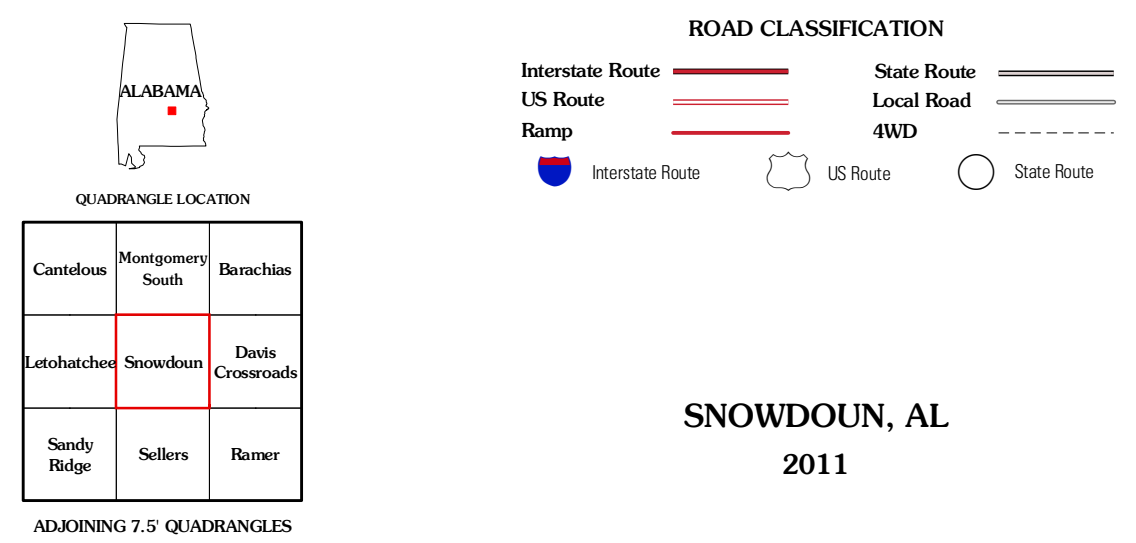 ALABAMA
QUADRANGLE LOCATION
Cantelous
Montgomery
South
Barachias
Letohatchee
Snowdoun
Davis
Crossroads
Sandy
Ridge
Sellers
Ramer
ADJOINING 7.5' QUADRANGLES
ROAD CLASSIFICATION
Interstate Route
State Route
US Route
Local Road
Ramp
4WD
Interstate Route
US Route
State Route
SNOWDOUN, AL
2011